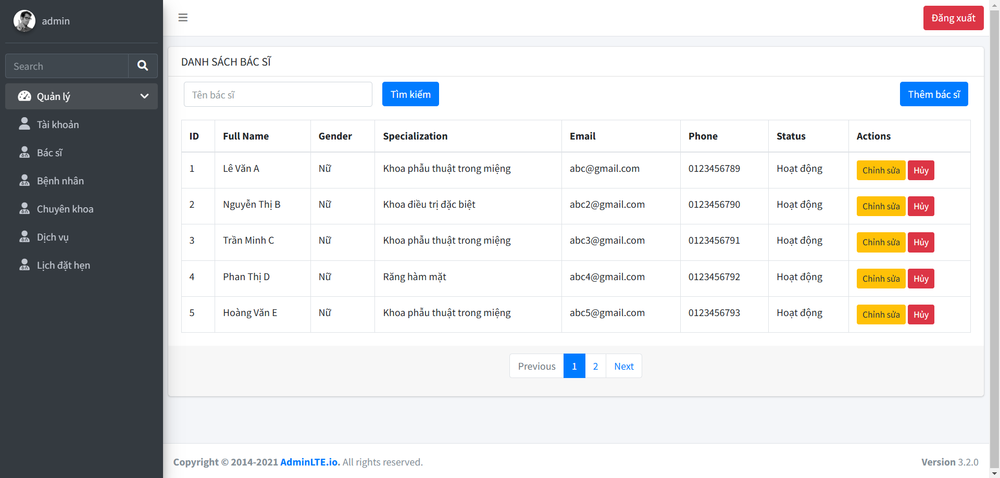 admin
Search
Quản lý
Tài khoản
Bác sĩ
Bệnh nhân
Chuyên khoa
Dịch vụ
Lịch đặt hẹn
Đăng xuất
DANH SÁCH BÁC SĨ
Tên bác sĩ Tìm kiếm Thêm bác sĩ
ID Full Name Gender Specialization Email Phone Status Actions
1 Lê Văn A Nữ Khoa phẫu thuật trong miệng abc@gmail.com 0123456789 Hoạt động Chỉnh sửa Hủy
2 Nguyễn Thị B Nữ Khoa điều trị đặc biệt abc2@gmail.com 0123456790 Hoạt động Chỉnh sửa Hủy
3 Trần Minh C Nữ Khoa phẫu thuật trong miệng abc3@gmail.com 0123456791 Hoạt động Chỉnh sửa Hủy
4 Phan Thị D Nữ Răng hàm mặt abc4@gmail.com 0123456792 Hoạt động Chỉnh sửa Hủy
5 Hoàng Văn E Nữ Khoa phẫu thuật trong miệng abc5@gmail.com 0123456793 Hoạt động Chỉnh sửa Hủy
Previous 1 2 Next
Copyright © 2014-2021 AdminLTE.io. All rights reserved. Version 3.2.0